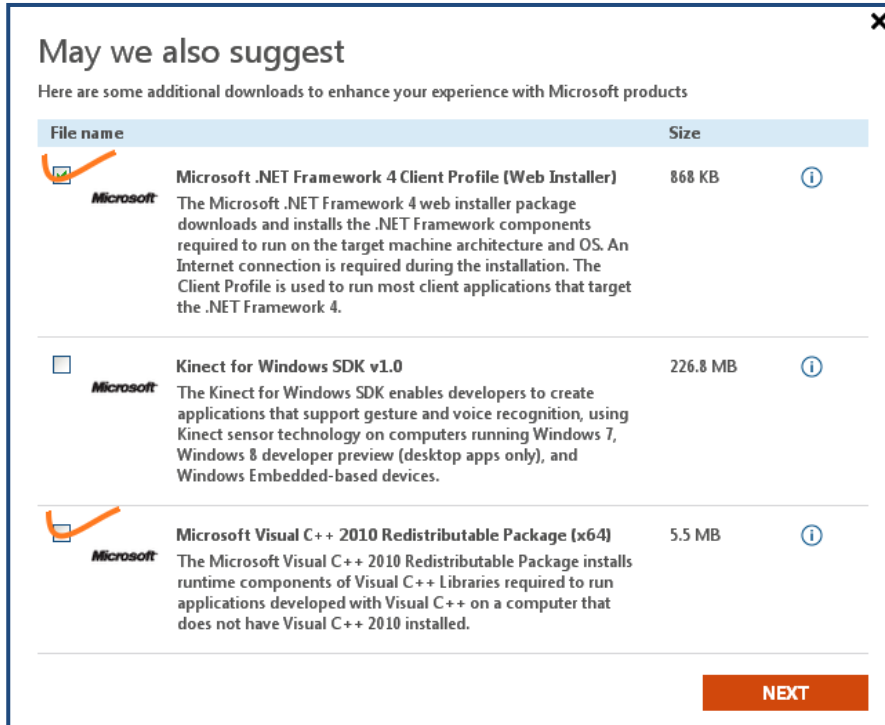 May we also suggest
Here are some additional downloads to enhance your experience with Microsoft products
File name Size
Microsoft .NET Framework 4 Client Profile (Web Installer) 868 KB
Microsoft
The Microsoft .NET Framework 4 web installer package
downloads and installs the .NET Framework components
required to run on the target machine architecture and OS. An
Internet connection is required during the installation. The
Client Profile is used to run most client applications that target
the .NET Framework 4.
Kinect for Windows SDK v1.0 226.8 MB
Microsoft
The Kinect for Windows SDK enables developers to create
applications that support gesture and voice recognition, using
Kinect sensor technology on computers running Windows 7,
Windows 8 developer preview (desktop apps only), and
Windows Embedded-based devices.
Microsoft Visual C++ 2010 Redistributable Package (x64) 5.5 MB
Microsoft
The Microsoft Visual C++ 2010 Redistributable Package installs
runtime components of Visual C++ Libraries required to run
applications developed with Visual C++ on a computer that
does not have Visual C++ 2010 installed.
NEXT